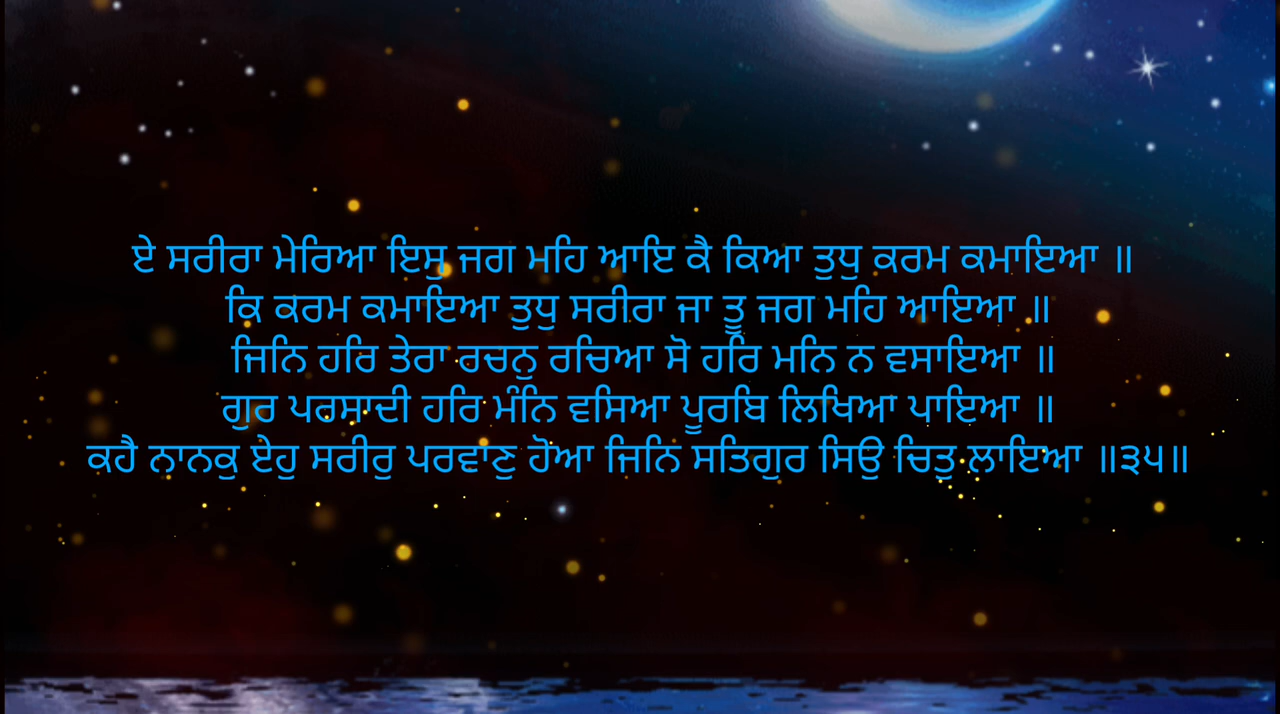 ਏ ਸਰੀਰਾ ਮੇਰਿਆ ਇਸੁ ਜਗ ਮਹਿ ਆਇ ਕੈ ਕਿਆ ਤੁਧੁ ਕਰਮ ਕਮਾਇਆ ॥
ਕਿ ਕਰਮ ਕਮਾਇਆ ਤੁਧੁ ਸਰੀਰਾ ਜਾ ਤੂ ਜਗ ਮਹਿ ਆਇਆ ॥
ਜਿਨਿ ਹਰਿ ਤੇਰਾ ਰਚਨੁ ਰਚਿਆ ਸੋ ਹਰਿ ਮਨਿ ਨ ਵਸਾਇਆ ॥
ਗੁਰ ਪਰਸਾਦੀ ਹਰਿ ਮੰਨਿ ਵਸਿਆ ਪੂਰਬਿ ਲਿਖਿਆ ਪਾਇਆ ॥
ਕਹੈ ਨਾਨਕੁ ਏਹੁ ਸਰੀਰੁ ਪਰਵਾਣੁ ਹੋਆ ਜਿਨਿ ਸਤਿਗੁਰ ਸਿਉ ਚਿਤੁ ਲਾਇਆ ॥੩੫॥